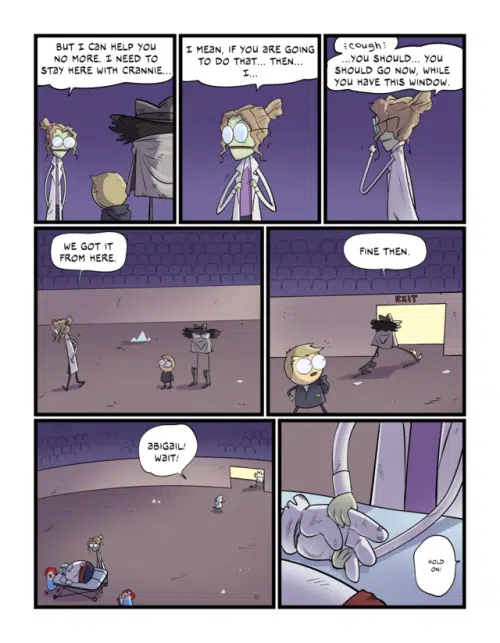 BUT I CAN HELP YOU
NO MORE. I NEED TO
STAY HERE WITH CRANNIE...
I MEAN, IF YOU ARE GOING
TO DO THAT... THEN...
I...
¡COUGH!
...YOU SHOULD... YOU
SHOULD GO NOW, WHILE
YOU HAVE THIS WINDOW.
WE GOT IT
FROM HERE.
FINE THEN.
EXIT
ABIGAIL!
WAIT!
HOLD
ON!